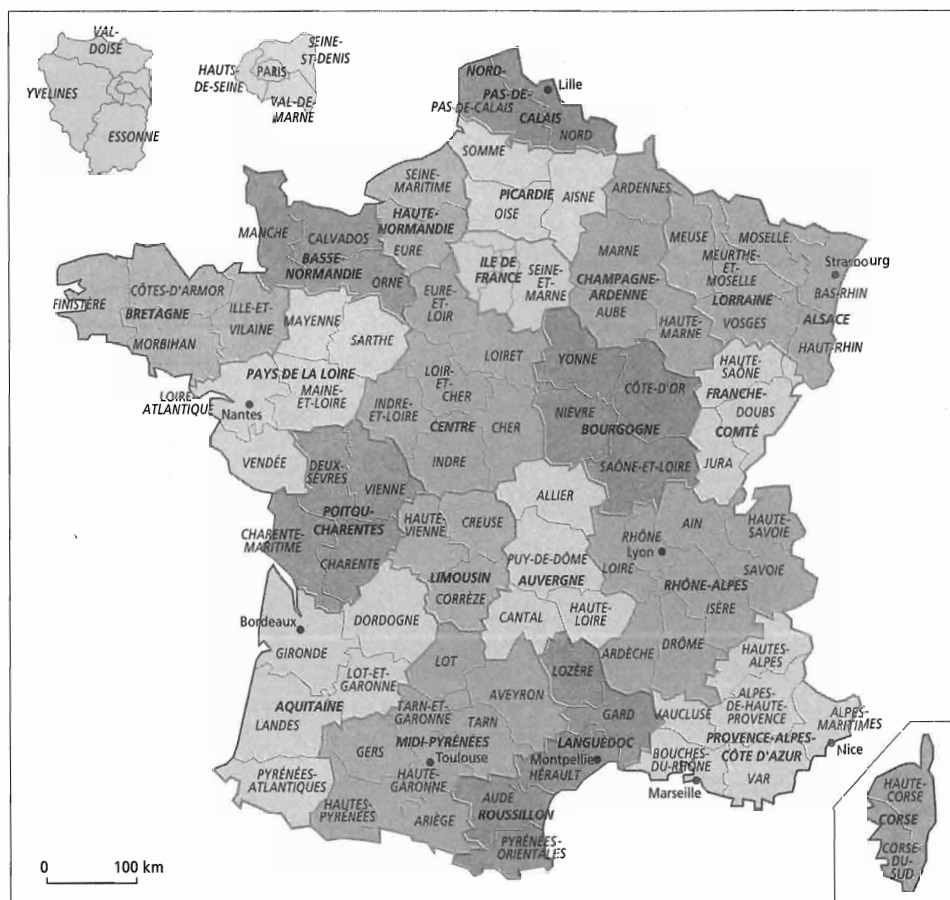 VAL-
D'OISE
YVELINES
ESSONNE
HAUTS-
DE-SEINE
PARIS
SEINE-
ST-DENIS
VAL-DE-
MARNE
NORD-
PAS-DE-
CALAIS
Lille
PAS-DE-CALAIS
NORD
SOMME
PICARDIE
OISE
AISNE
SEINE-
MARITIME
HAUTE-
NORMANDIE
EURE
MANCHE
CALVADOS
BASSE-
NORMANDIE
ORNE
ILE DE
FRANCE
SEINE-
ET-
MARNE
ARDENNES
MARNE
CHAMPAGNE-
ARDENNE
AUBE
HAUTE-
MARNE
MEUSE
MOSELLE
MEURTHE-
ET-
MOSELLE
LORRAINE
VOSGES
Strasbourg
BAS-RHIN
ALSACE
HAUT-RHIN
FINISTÈRE
CÔTES-D'ARMOR
BRETAGNE
MORBIHAN
ILLE-ET-
VILAINE
MAYENNE
SARTHE
PAYS DE LA LOIRE
LOIRE-
ATLANTIQUE
Nantes
MAINE-
ET-LOIRE
VENDÉE
EURE-
ET-
LOIR
LOIRET
LOIR-
ET-
CHER
INDRE-
ET-LOIRE
CENTRE
CHER
INDRE
YONNE
CÔTE-D'OR
NIÈVRE
BOURGOGNE
SAÔNE-ET-LOIRE
HAUTE-
SAÔNE
FRANCHE-
DOUBS
COMTÉ
JURA
DEUX-
SÈVRES
VIENNE
POITOU-
CHARENTES
CHARENTE-
MARITIME
CHARENTE
HAUTE-
VIENNE
CREUSE
LIMOUSIN
CORRÈZE
ALLIER
PUY-DE-DÔME
AUVERGNE
CANTAL
HAUTE-
LOIRE
AIN
HAUTE-
SAVOIE
RHÔNE
Lyon
LOIRE
SAVOIE
RHÔNE-ALPES
ISÈRE
ARDÈCHE
DRÔME
Bordeaux
GIRONDE
DORDOGNE
LOT-ET-
GARONNE
AQUITAINE
LANDES
PYRÉNÉES-
ATLANTIQUES
LOT
AVEYRON
TARN-ET-
GARONNE
TARN
MIDI-PYRÉNÉES
GERS
Toulouse
HAUTE-
GARONNE
HAUTES-
PYRÉNÉES
ARIÈGE
LOZÈRE
GARD
LANGUEDOC
Montpellier
HÉRAULT
AUDE
ROUSSILLON
PYRÉNÉES-
ORIENTALES
HAUTES-
ALPES
VAUCLUSE
ALPES-
DE-HAUTE-
PROVENCE
ALPES-
MARITIMES
PROVENCE-ALPES-
CÔTE D'AZUR
BOUCHES-
DU-RHÔNE
Marseille
VAR
Nice
HAUTE-
CORSE
CORSE
CORSE-
DU-
SUD
0 100 km